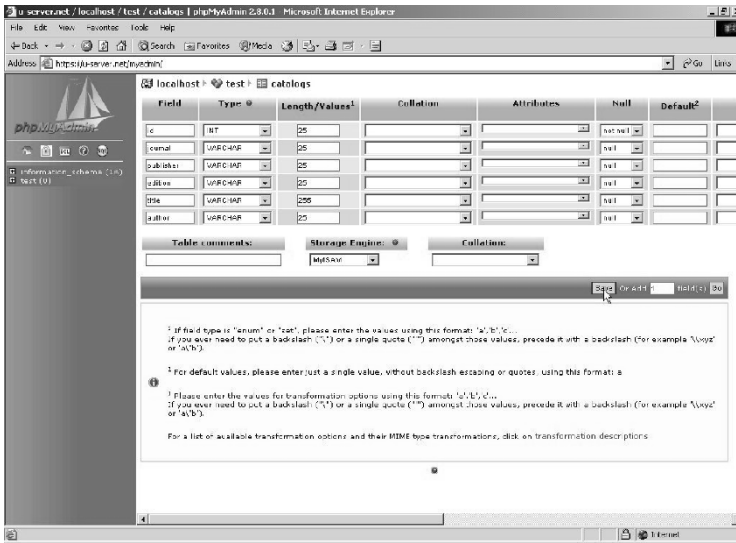 u-server.net / localhost / test / catalogs | phpMyAdmin 2.8.0.1 - Microsoft Internet Explorer
File Edit View Favorites Tools Help
Back Search Favorites Media
Address https://u-server.net/myadmin/ Go Links
phpMyAdmin
information_schema (16)
test (0)
localhost test catalogs
Field Type Length/Values1 Collation Attributes Null Default2
id INT 25 not null
journal VARCHAR 25 null
publisher VARCHAR 25 null
edition VARCHAR 25 null
title VARCHAR 255 null
author VARCHAR 25 null
Table comments: Storage Engine: Collation:
MyISAM
Save Or Add 1 field(s) Go
1 If field type is "enum" or "set", please enter the values using this format: 'a','b','c'...
If you ever need to put a backslash ("\") or a single quote ("'") amongst those values, precede it with a backslash (for example '\\xyz'
or 'a\'b').
2 For default values, please enter just a single value, without backslash escaping or quotes, using this format: a
3 Please enter the values for transformation options using this format: 'a','b','c'...
If you ever need to put a backslash ("\") or a single quote ("'") amongst those values, precede it with a backslash (for example '\\xyz'
or 'a\'b').
For a list of available transformation options and their MIME type transformations, click on transformation descriptions
Internet